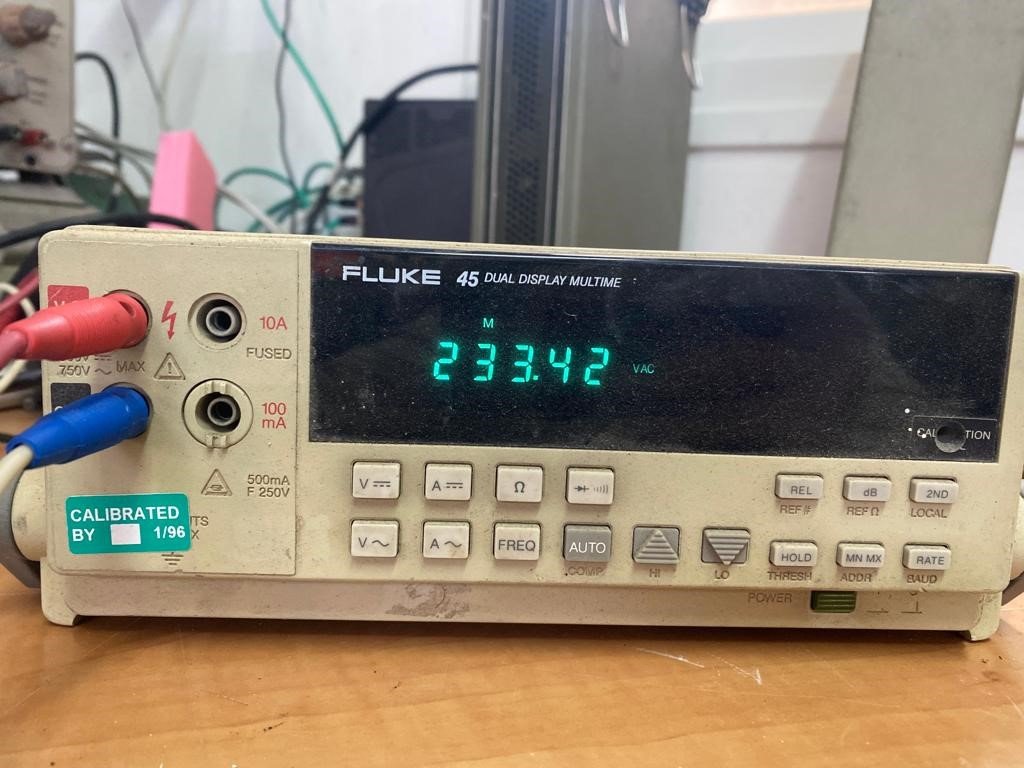 FLUKE 45 DUAL DISPLAY MULTIME
M
233.42 VAC
10A
FUSED
MAX
750V
100
mA
500mA
F 250V
CALIBRATED
BY 1/96
V A Ω
V A FREQ AUTO
COMP HI LO
REL dB 2ND
REF # REF Ω LOCAL
HOLD MN MX RATE
THRESH ADDR BAUD
POWER